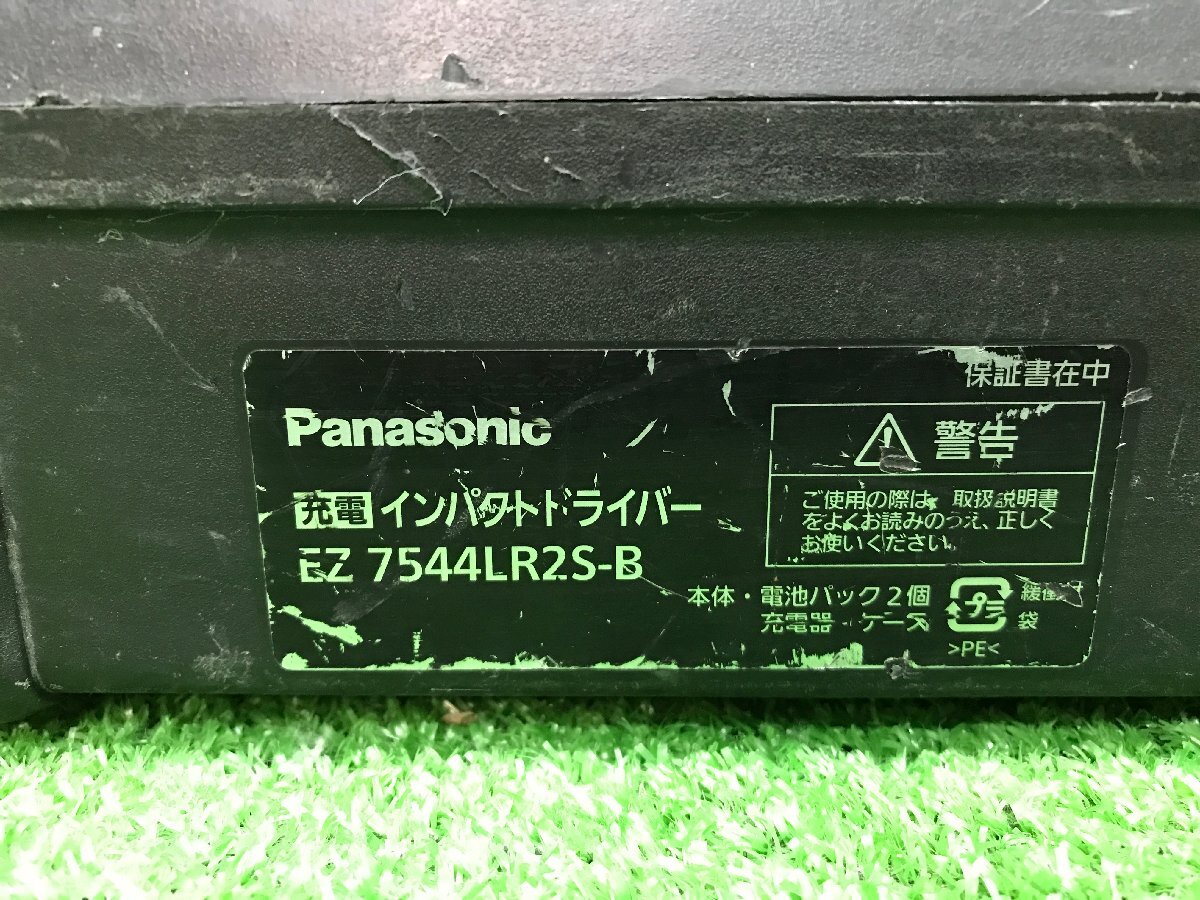 保証書在中
Panasonic
充電 インパクトドライバー
EZ 7544LR2S-B
警告
ご使用の際は、取扱説明書
をよくお読みのうえ、正しく
お使いください。
本体・電池パック2個
充電器・ケース
プラ
袋
>PE<